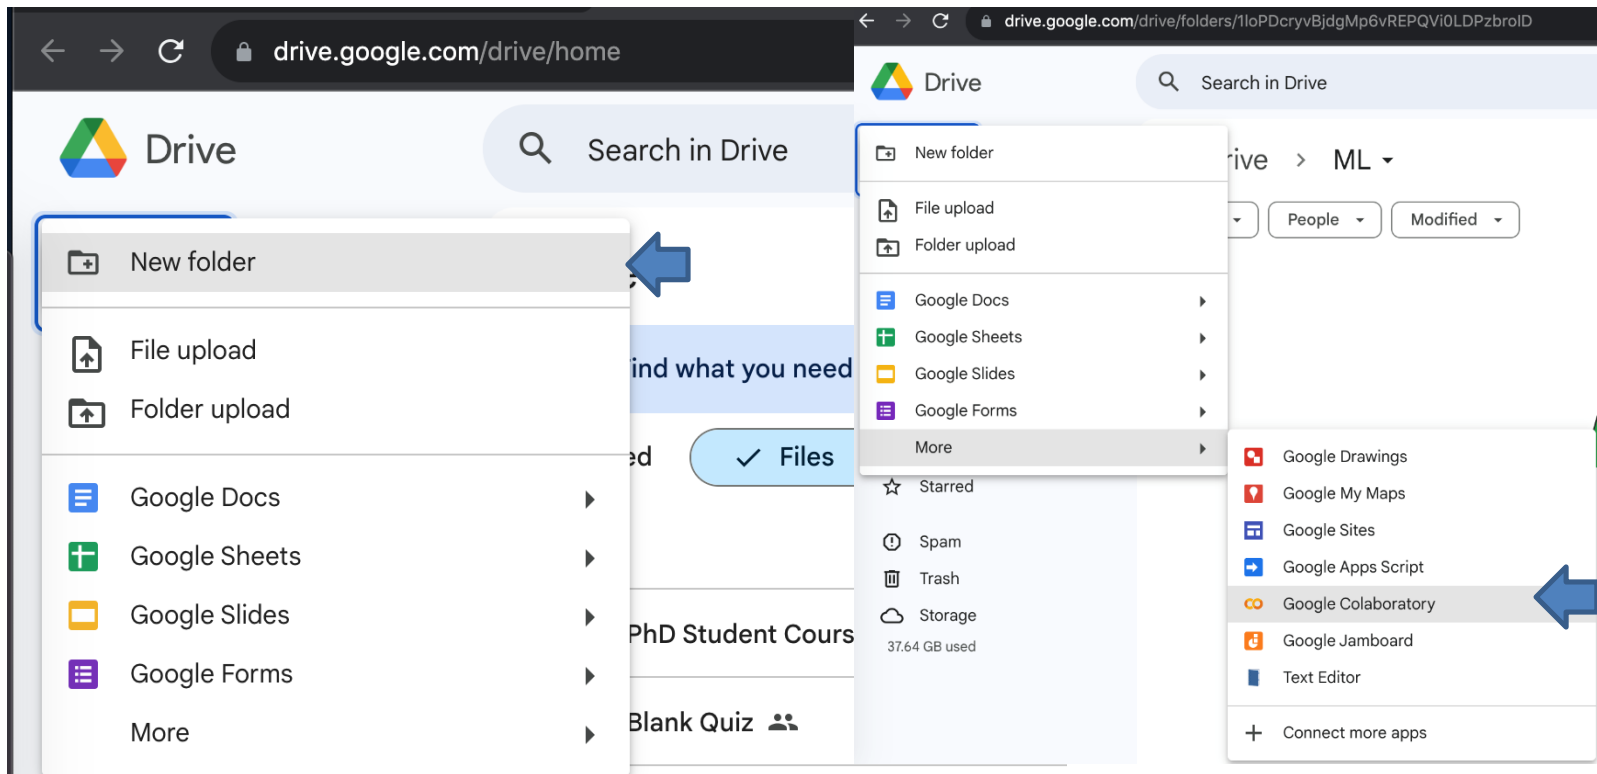 drive.google.com/drive/home
Drive
Search in Drive
New folder
File upload
Folder upload
ind what you need
ed
Files
Google Docs
Google Sheets
Google Slides
Google Forms
More
PhD Student Cours
Blank Quiz
drive.google.com/drive/folders/1IoPDcryvBjdgMp6vREPQVi0LDPzbroID
Drive
Search in Drive
rive > ML
People
Modified
New folder
File upload
Folder upload
Google Docs
Google Sheets
Google Slides
Google Forms
More
Starred
Spam
Trash
Storage
37.64 GB used
Google Drawings
Google My Maps
Google Sites
Google Apps Script
Google Colaboratory
Google Jamboard
Text Editor
Connect more apps